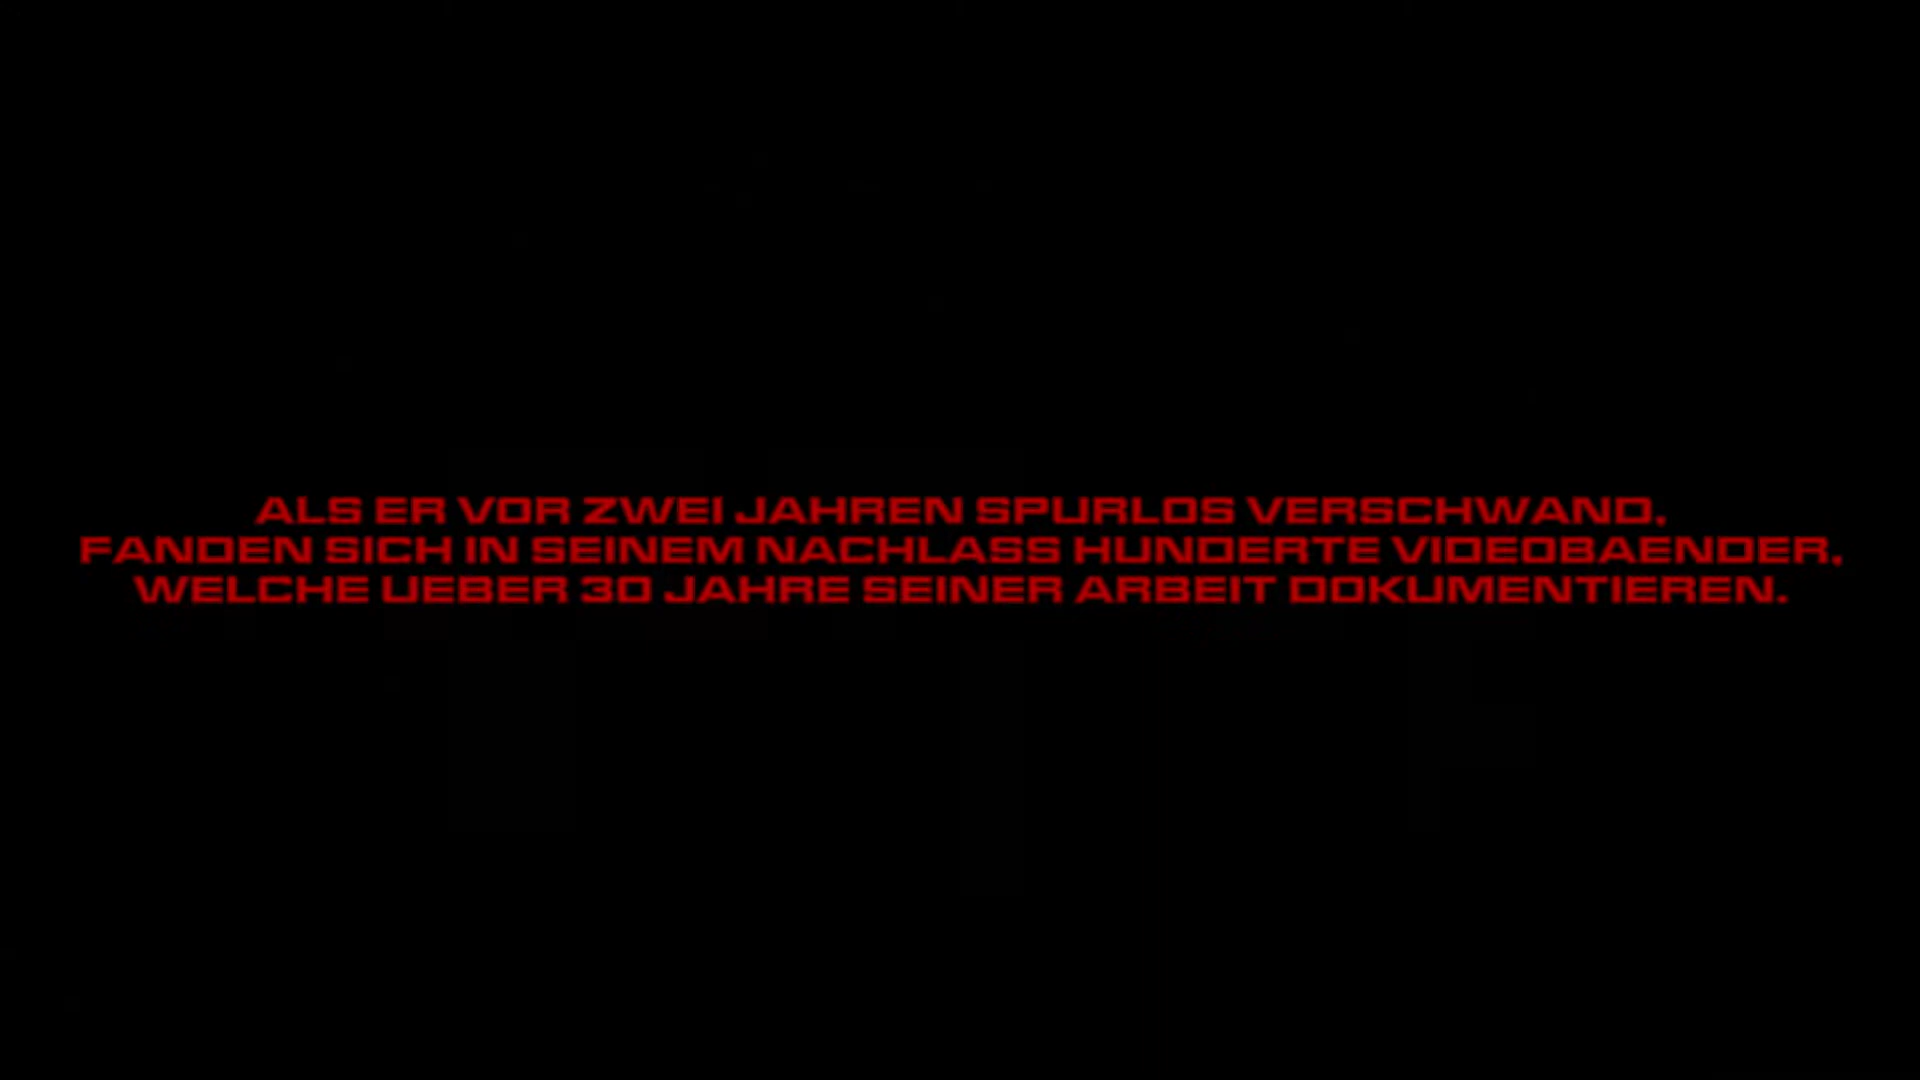 ALS ER VOR ZWEI JAHREN SPURLOS VERSCHWAND,
FANDEN SICH IN SEINEM NACHLASS HUNDERTE VIDEOBAENDER,
WELCHE UEBER 30 JAHRE SEINER ARBEIT DOKUMENTIEREN.